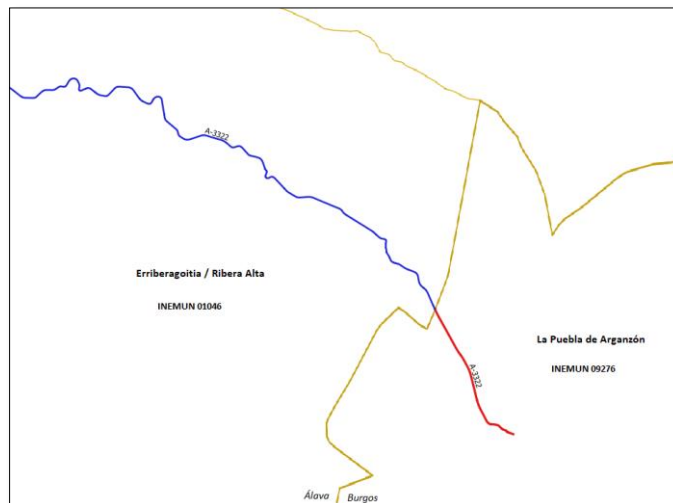 A-3322
Erriberagoitia / Ribera Alta
INEMUN 01046
La Puebla de Arganzón
INEMUN 09276
A-3322
Álava Burgos